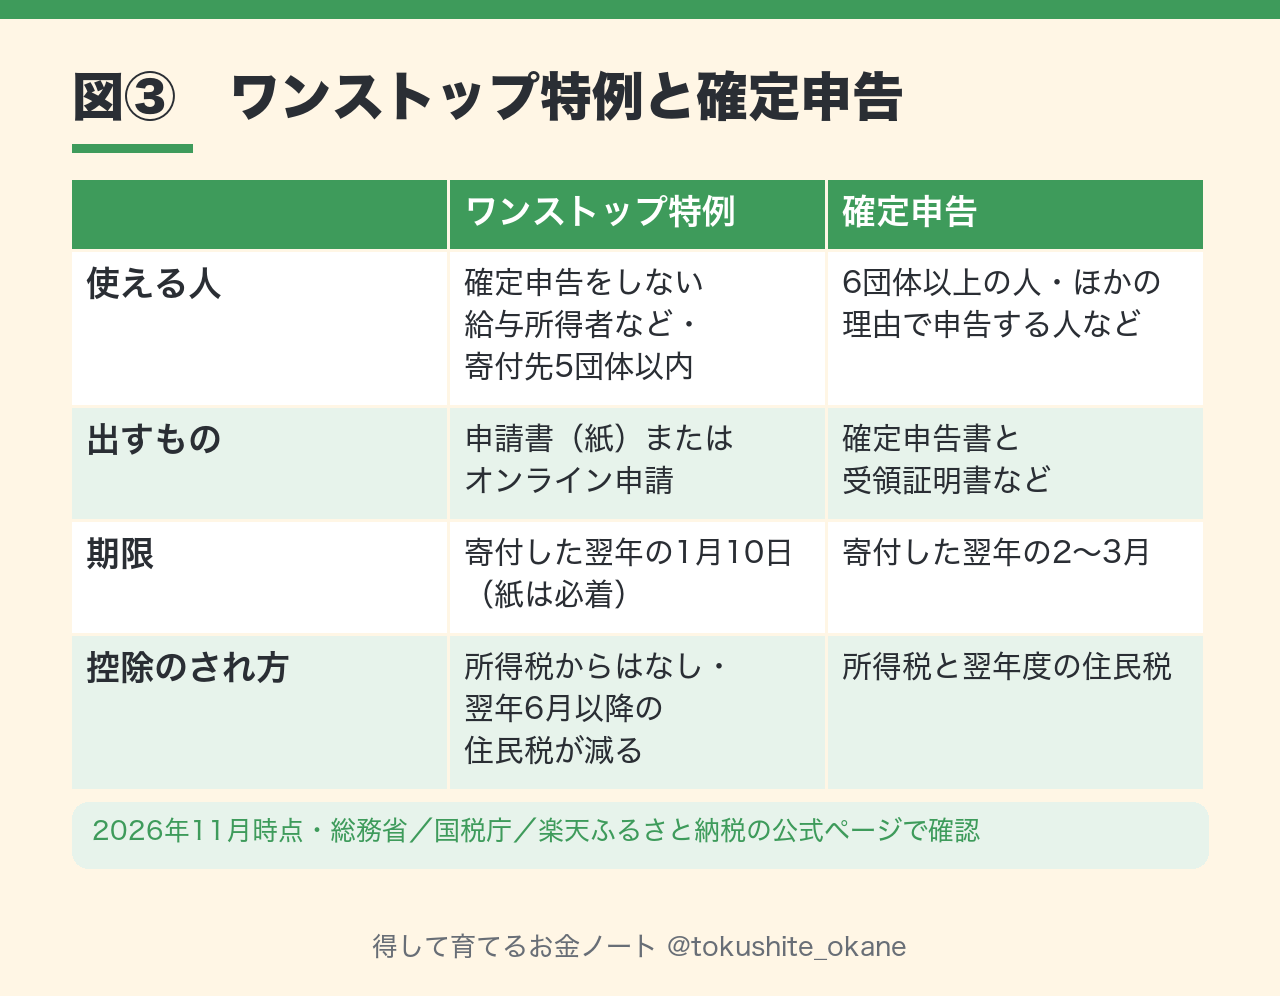 図③　ワンストップ特例と確定申告
ワンストップ特例
確定申告
使える人
確定申告をしない
給与所得者など・
寄付先5団体以内
6団体以上の人・ほかの
理由で申告する人など
出すもの
申請書（紙）または
オンライン申請
確定申告書と
受領証明書など
期限
寄付した翌年の1月10日
（紙は必着）
寄付した翌年の2〜3月
控除のされ方
所得税からはなし・
翌年6月以降の
住民税が減る
所得税と翌年度の住民税
2026年11月時点・総務省／国税庁／楽天ふるさと納税の公式ページで確認
得して育てるお金ノート @tokushite_okane